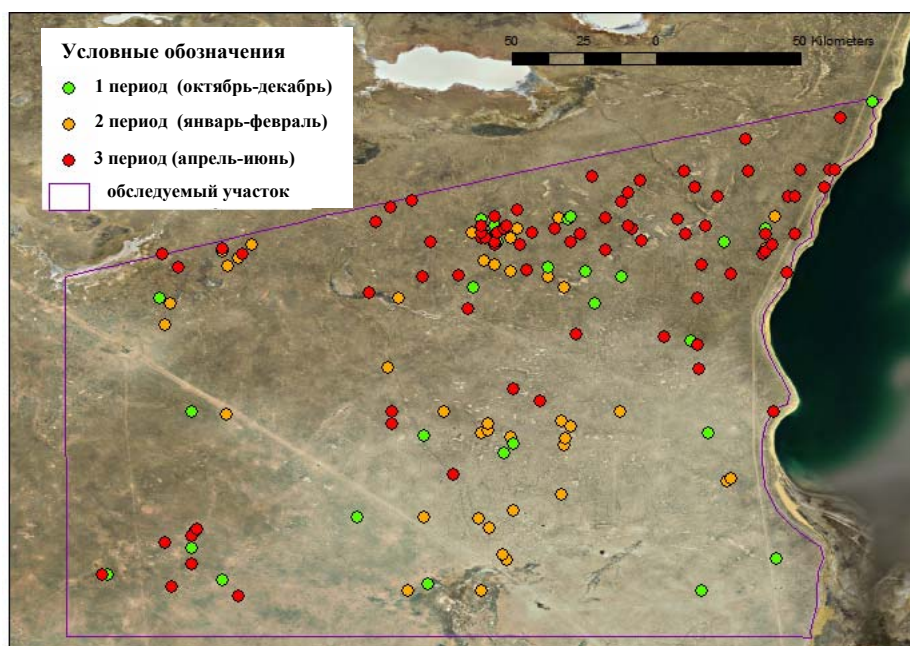 Условные обозначения
1 период (октябрь-декабрь)
2 период (январь-февраль)
3 период (апрель-июнь)
обследуемый участок
50 25 0 50 Kilometers